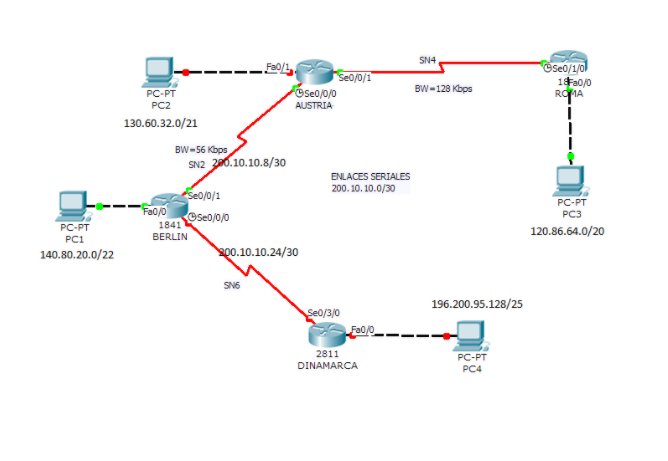 SN4
Fa0/1
Se0/0/1
Se0/1/0
PC-PT
PC2
Se0/0/0
AUSTRIA
BW=128 Kbps
Fa0/0
ROMA
130.60.32.0/21
BW=56 Kbps
SN2
200.10.10.8/30
ENLACES SERIALES
200.10.10.0/30
PC-PT
PC3
120.86.64.0/20
Se0/0/1
PC-PT
PC1
Fa0/0
Se0/0/0
1841
BERLIN
140.80.20.0/22
200.10.10.24/30
SN6
196.200.95.128/25
Se0/3/0
Fa0/0
2811
DINAMARCA
PC-PT
PC4